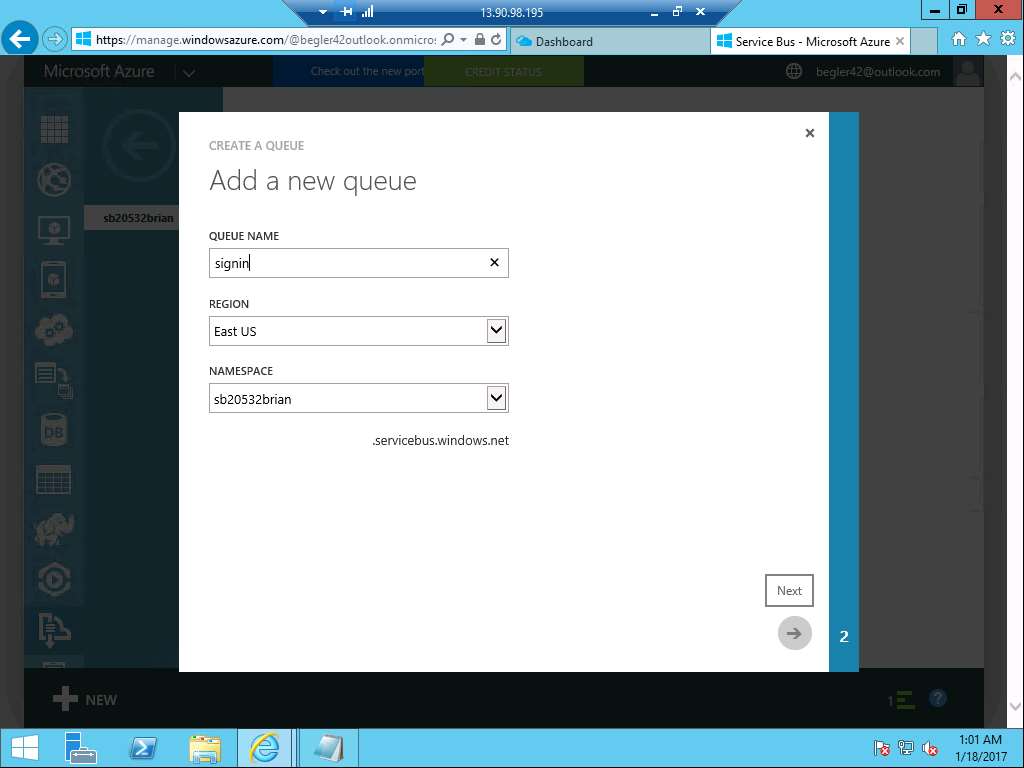 13.90.98.195
https://manage.windowsazure.com/@begler42outlook.onmicros
Dashboard
Service Bus - Microsoft Azure
Microsoft Azure
Check out the new port
CREDIT STATUS
begler42@outlook.com
CREATE A QUEUE
Add a new queue
sb20532brian
QUEUE NAME
signin
REGION
East US
NAMESPACE
sb20532brian
.servicebus.windows.net
DB
Next
2
NEW
1
?
1:01 AM
1/18/2017